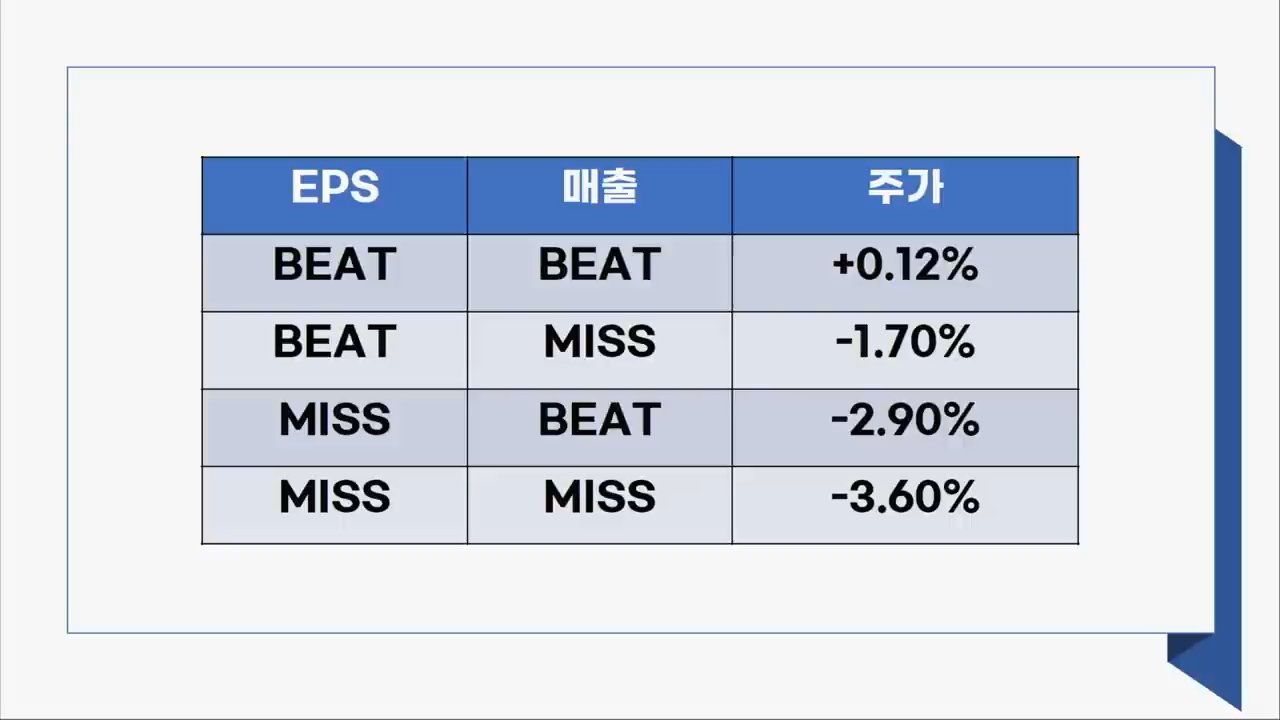 EPS 매출 주가
BEAT BEAT +0.12%
BEAT MISS -1.70%
MISS BEAT -2.90%
MISS MISS -3.60%